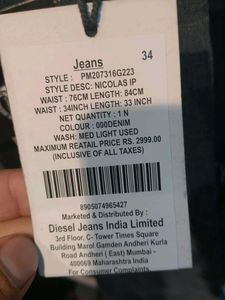 Jeans
34
STYLE : PM207316G223
STYLE DESC: NICOLAS IP
WAIST : 76CM LENGTH: 84CM
WAIST : 34INCH LENGTH: 33 INCH
NET QUANTITY : 1 N
COLOUR : 000DENIM
WASH: MED LIGHT USED
MAXIMUM REATAIL PRICE RS. 2999.00
(INCLUSIVE OF ALL TAXES)
8905074965427
Marketed & Distributed By :
Diesel Jeans India Limited
3rd Floor, C- Tower Times Square
Building Marol Gamden Andheri Kurla
Road Andheri ( East) Mumbai -
400069 Maharashtra India
For Consumer Complaints